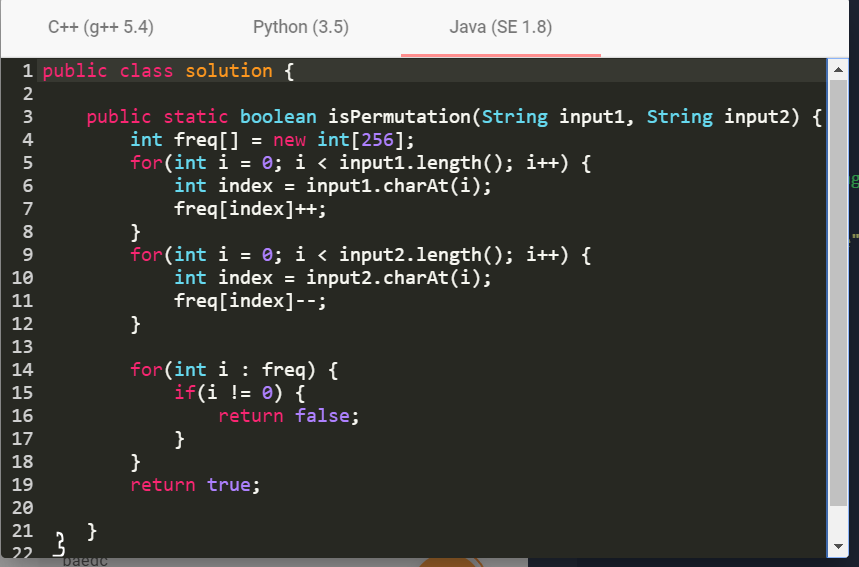 C++ (g++ 5.4) Python (3.5) Java (SE 1.8)
1 public class solution {
2
3     public static boolean isPermutation(String input1, String input2) {
4         int freq[] = new int[256];
5         for(int i = 0; i < input1.length(); i++) {
6             int index = input1.charAt(i);
7             freq[index]++;
8         }
9         for(int i = 0; i < input2.length(); i++) {
10             int index = input2.charAt(i);
11             freq[index]--;
12         }
13
14         for(int i : freq) {
15             if(i != 0) {
16                 return false;
17             }
18         }
19         return true;
20
21     }
22 }
baedc